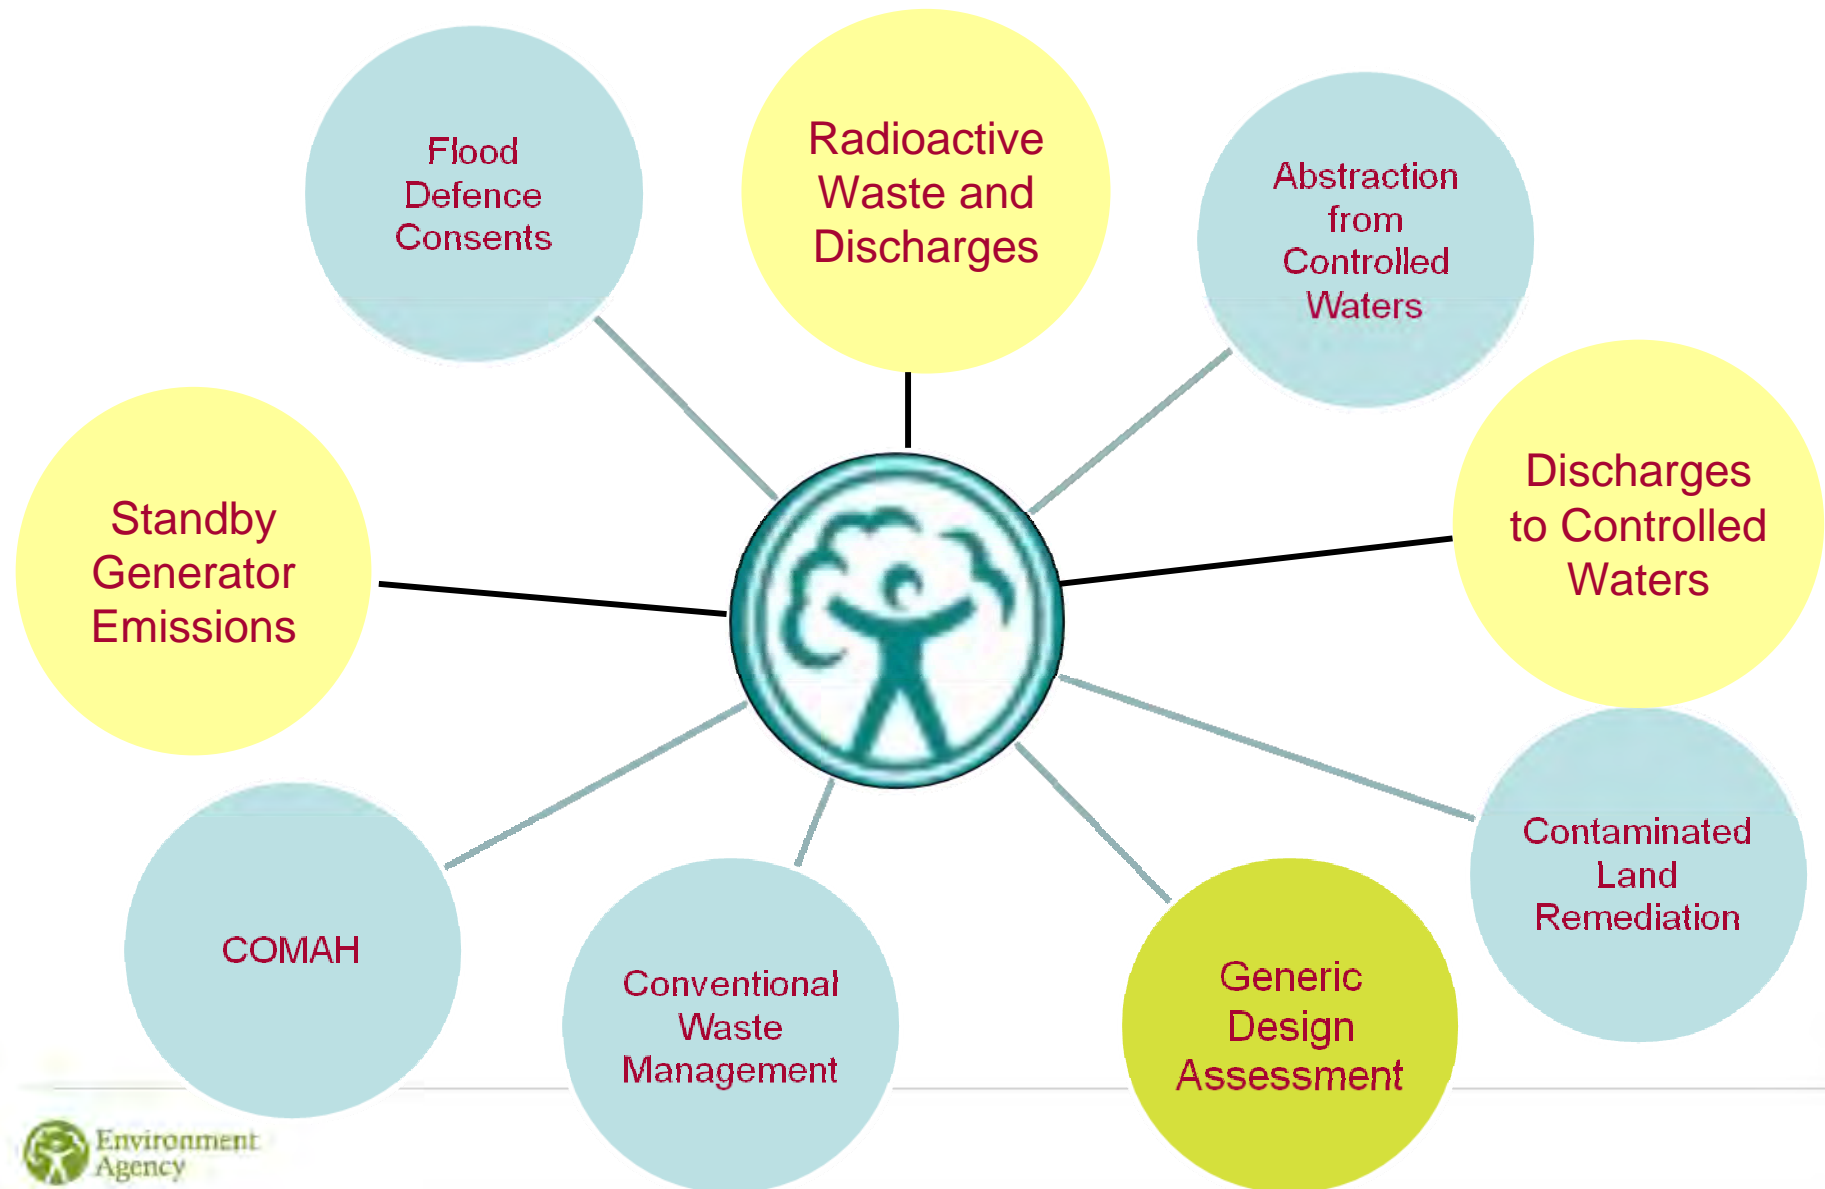 Flood
Defence
Consents
Radioactive
Waste and
Discharges
Abstraction
from
Controlled
Waters
Standby
Generator
Emissions
Discharges
to Controlled
Waters
COMAH
Conventional
Waste
Management
Generic
Design
Assessment
Contaminated
Land
Remediation
Environment
Agency